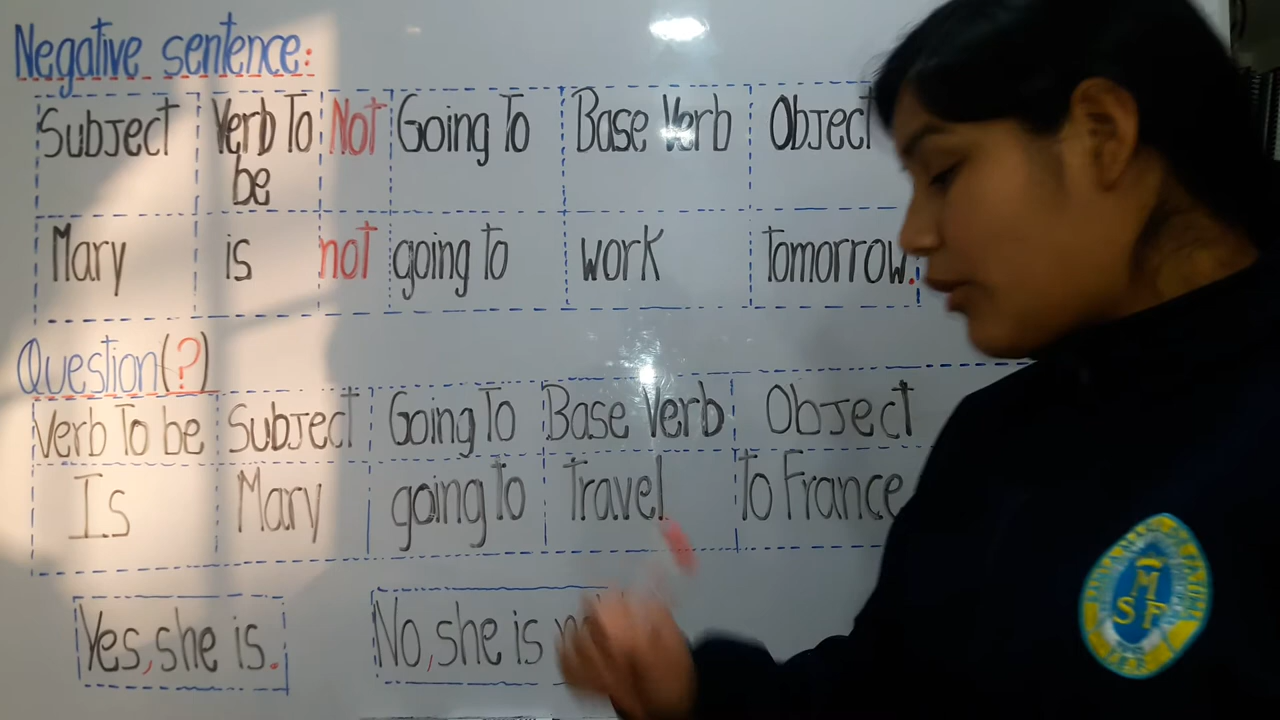 Negative sentence:
Subject Verb To be Not Going To Base Verb Object
Mary is not going to work tomorrow.
Question(?)
Verb To be Subject Going To Base Verb Object
Is Mary going to Travel To France
Yes, she is.
No, she is
M
S P